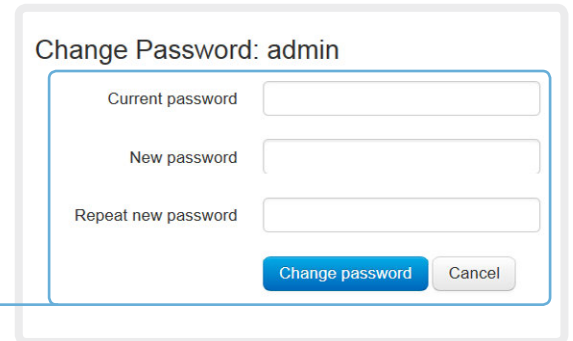 Change Password: admin
Current password
New password
Repeat new password
Change password Cancel